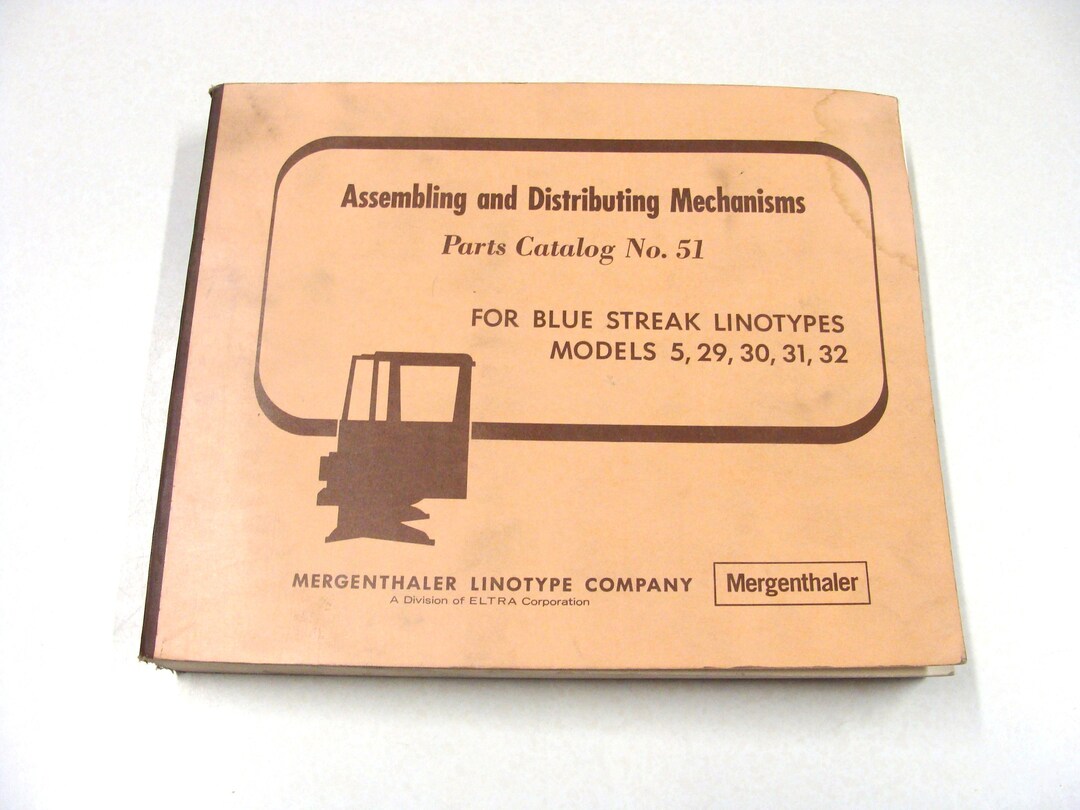 Assembling and Distributing Mechanisms
Parts Catalog No. 51
FOR BLUE STREAK LINOTYPES
MODELS 5, 29, 30, 31, 32
MERGENTHALER LINOTYPE COMPANY
A Division of ELTRA Corporation
Mergenthaler